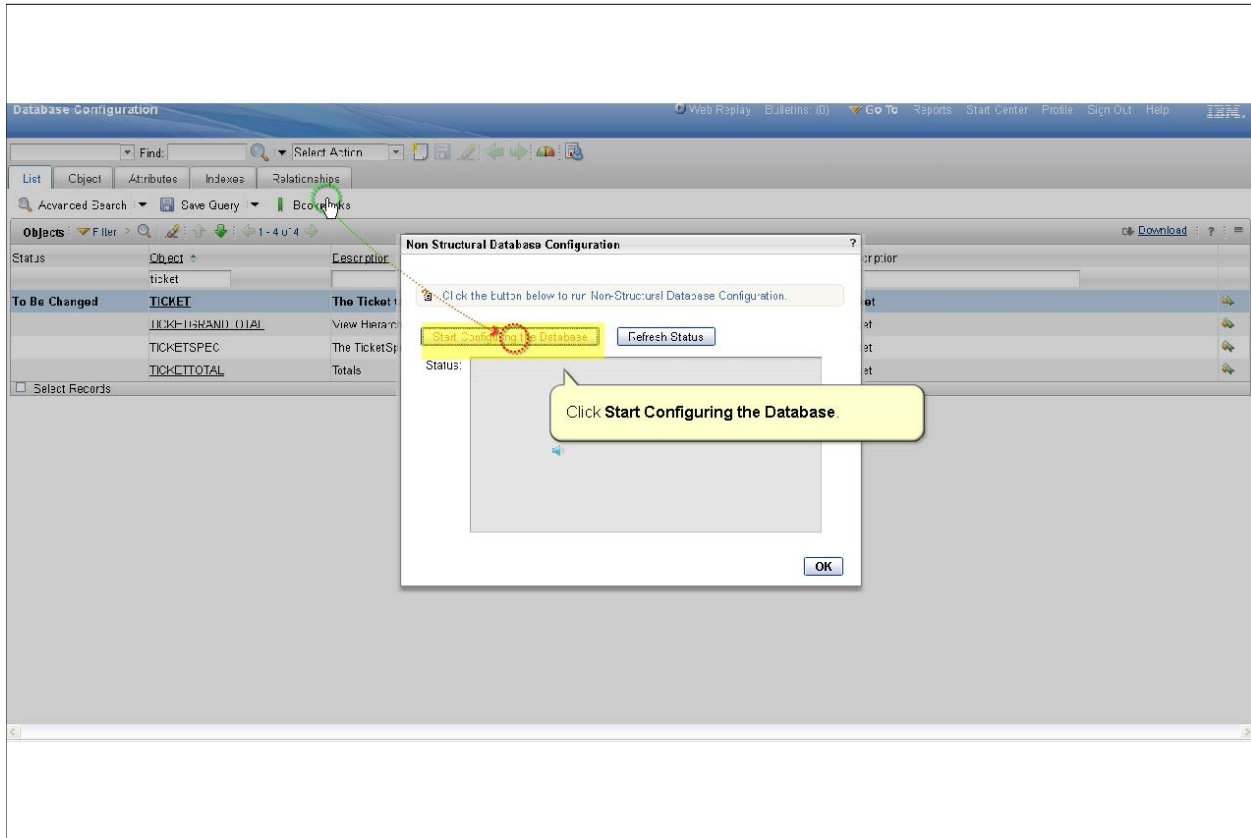 Database Configuration
Web Replay Bulletins: (0) Go To Reports Start Center Profile Sign Out Help IBM.
Find: Select Action
List Object Attributes Indexes Relationships
Advanced Search Save Query Bookmarks
Objects Filter 1 - 4 of 4 Download ?
Status Object Description
ticket
To Be Changed TICKET The Ticket
View Hierarc
TICKETSPEC The TicketSp
TICKETTOTAL Totals
Select Records
Non Structural Database Configuration ?
Click the button below to run Non-Structural Database Configuration.
Start Configuring the Database Refresh Status
Status:
Click Start Configuring the Database.
OK